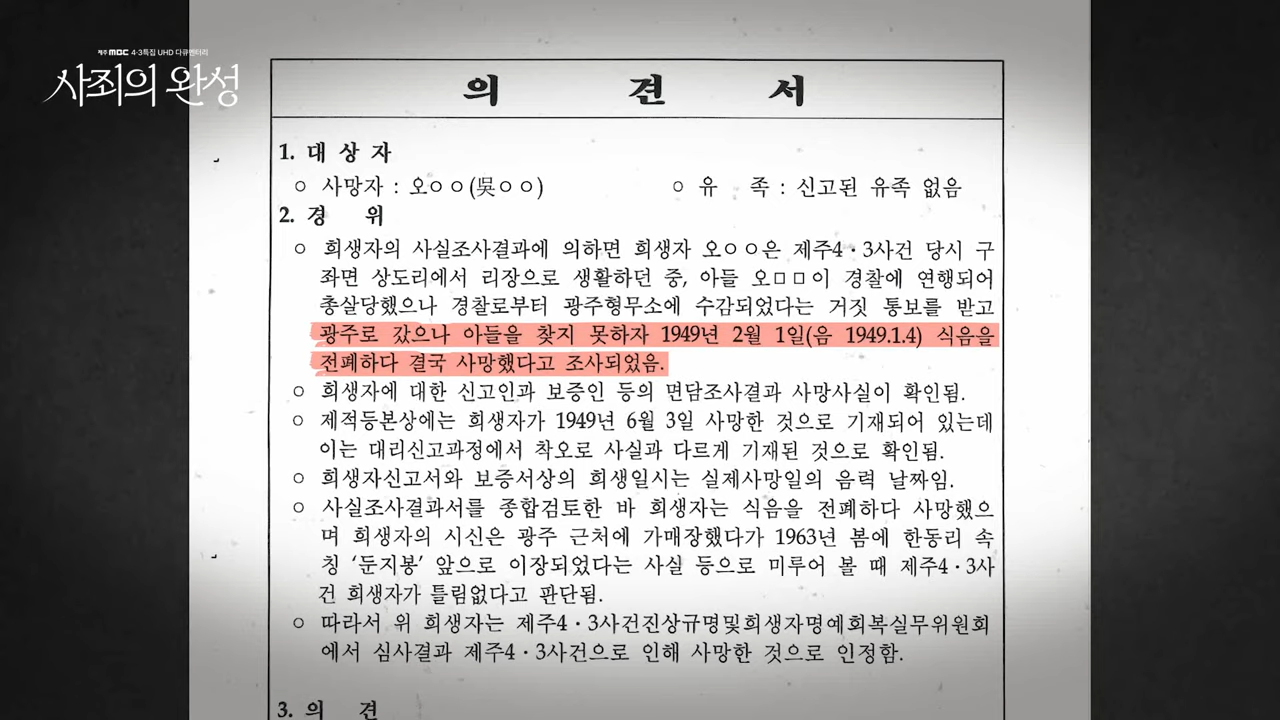 제주MBC 4·3특집 UHD 다큐멘터리
사죄의 완성
의 견 서
1. 대 상 자
○ 사망자 : 오○○(吳○○) ○ 유 족 : 신고된 유족 없음
2. 경 위
○ 희생자의 사실조사결과에 의하면 희생자 오○○은 제주4·3사건 당시 구
좌면 상도리에서 리장으로 생활하던 중, 아들 오□□이 경찰에 연행되어
총살당했으나 경찰로부터 광주형무소에 수감되었다는 거짓 통보를 받고
광주로 갔으나 아들을 찾지 못하자 1949년 2월 1일(음 1949.1.4) 식음을
전폐하다 결국 사망했다고 조사되었음.
○ 희생자에 대한 신고인과 보증인 등의 면담조사결과 사망사실이 확인됨.
○ 제적등본상에는 희생자가 1949년 6월 3일 사망한 것으로 기재되어 있는데
이는 대리신고과정에서 착오로 사실과 다르게 기재된 것으로 확인됨.
○ 희생자신고서와 보증서상의 희생일시는 실제사망일의 음력 날짜임.
○ 사실조사결과서를 종합검토한 바 희생자는 식음을 전폐하다 사망했으
며 희생자의 시신은 광주 근처에 가매장했다가 1963년 봄에 한동리 속
칭 '둔지봉' 앞으로 이장되었다는 사실 등으로 미루어 볼 때 제주4·3사
건 희생자가 틀림없다고 판단됨.
○ 따라서 위 희생자는 제주4·3사건진상규명및희생자명예회복실무위원회
에서 심사결과 제주4·3사건으로 인해 사망한 것으로 인정함.
3. 의 견